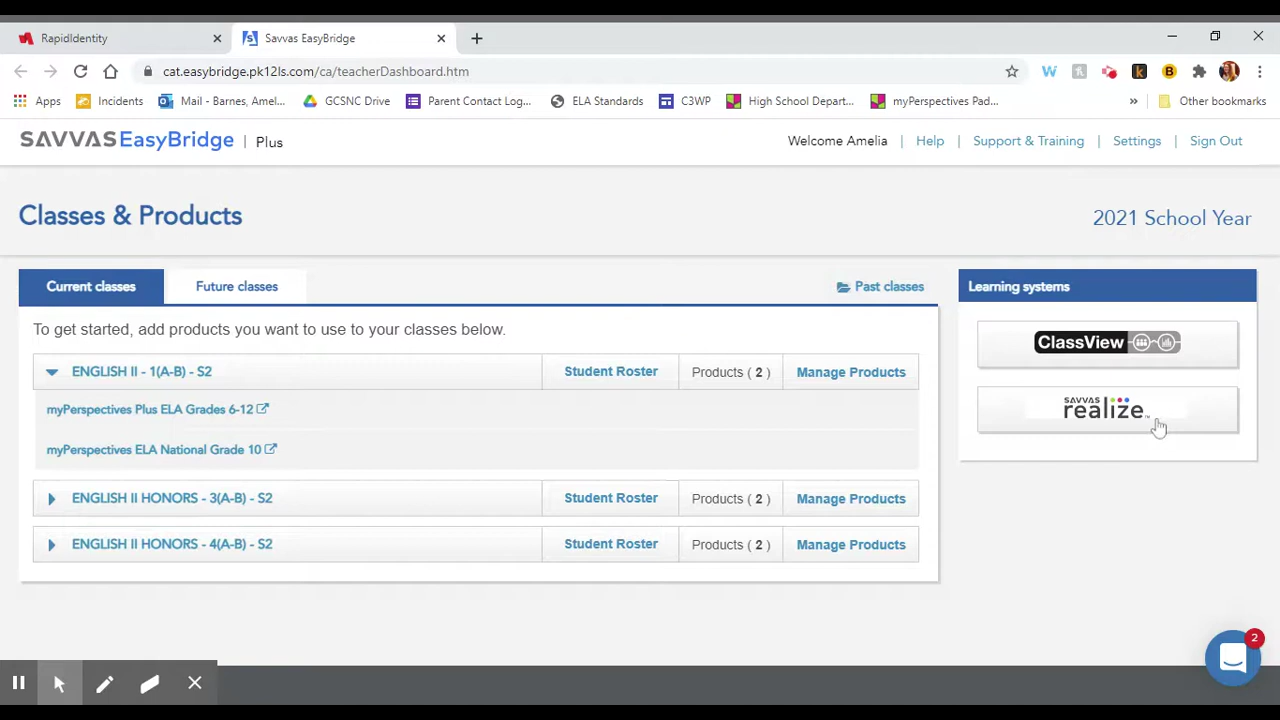 RapidIdentity
Savvas EasyBridge
cat.easybridge.pk12ls.com/ca/teacherDashboard.htm
Apps Incidents Mail - Barnes, Amel... GCSNC Drive Parent Contact Log... ELA Standards C3WP High School Depart... myPerspectives Pad... » Other bookmarks
SAVVAS EasyBridge | Plus
Welcome Amelia | Help | Support & Training | Settings | Sign Out
Classes & Products
2021 School Year
Current classes Future classes Past classes
Learning systems
To get started, add products you want to use to your classes below.
ClassView
ENGLISH II - 1(A-B) - S2 Student Roster Products ( 2 ) Manage Products
SAVVAS
realize™
myPerspectives Plus ELA Grades 6-12
myPerspectives ELA National Grade 10
ENGLISH II HONORS - 3(A-B) - S2 Student Roster Products ( 2 ) Manage Products
ENGLISH II HONORS - 4(A-B) - S2 Student Roster Products ( 2 ) Manage Products
2